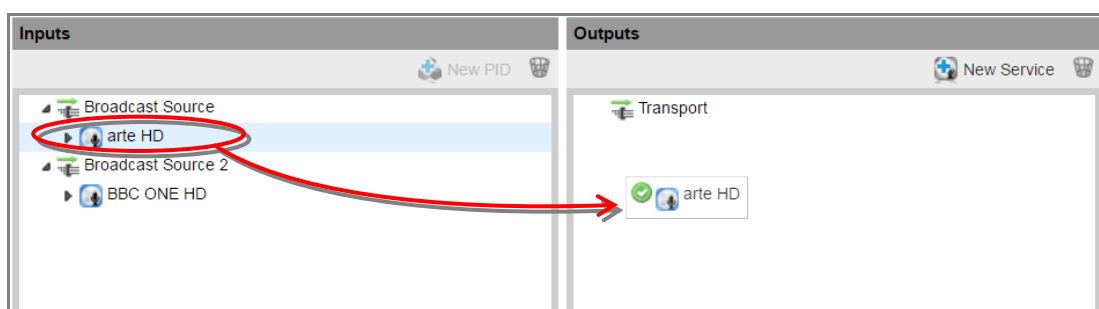 Inputs
New PID
Broadcast Source
arte HD
Broadcast Source 2
BBC ONE HD
Outputs
New Service
Transport
arte HD